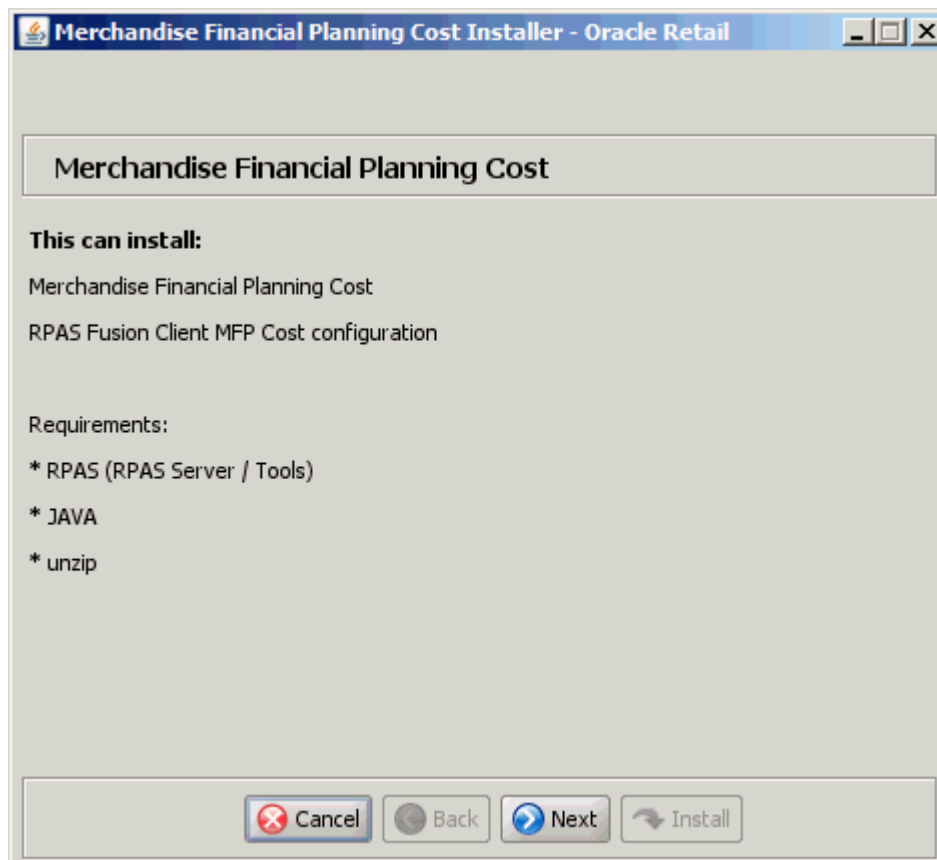 Merchandise Financial Planning Cost Installer - Oracle Retail
Merchandise Financial Planning Cost
This can install:
Merchandise Financial Planning Cost
RPAS Fusion Client MFP Cost configuration
Requirements:
* RPAS (RPAS Server / Tools)
* JAVA
* unzip
Cancel Back Next Install